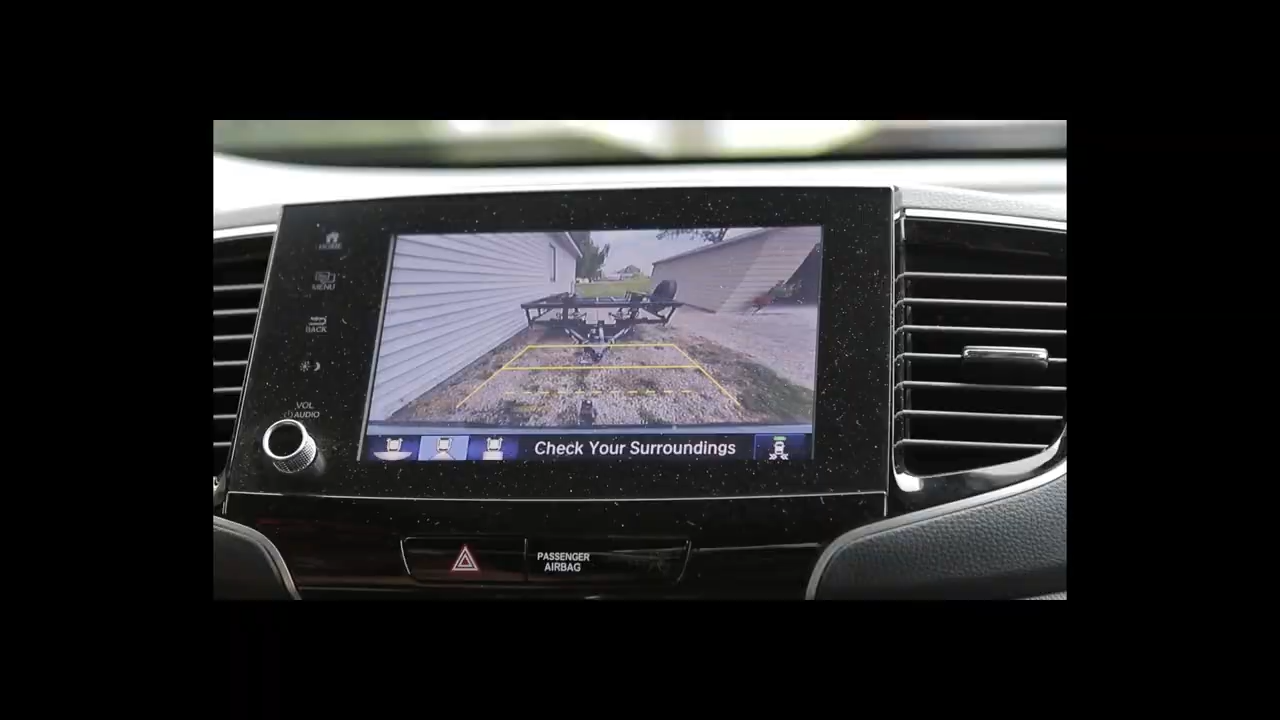 HOME
MENU
BACK
VOL
AUDIO
Check Your Surroundings
PASSENGER
AIRBAG